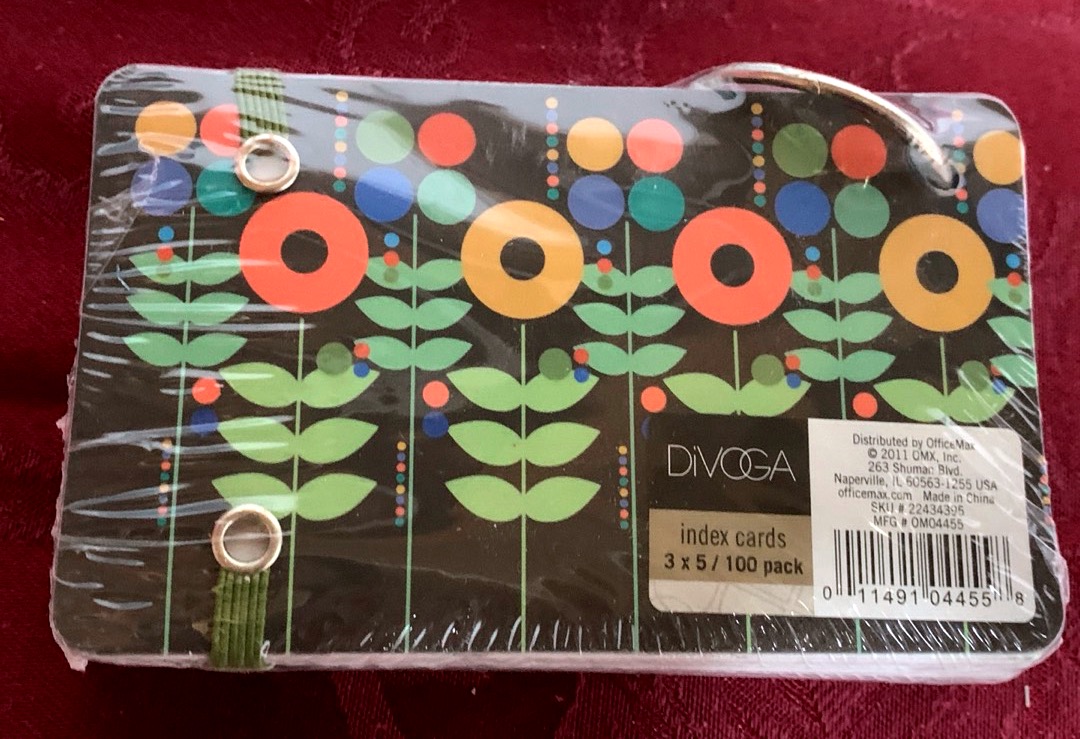 DiVOGA
index cards
3 x 5 / 100 pack
Distributed by OfficeMax
© 2011 OMX, Inc.
263 Shuman Blvd.
Naperville, IL 60563-1255 USA
officemax.com Made in China
SKU # 22434395
MFG # OM04455
0 11491 04455 8